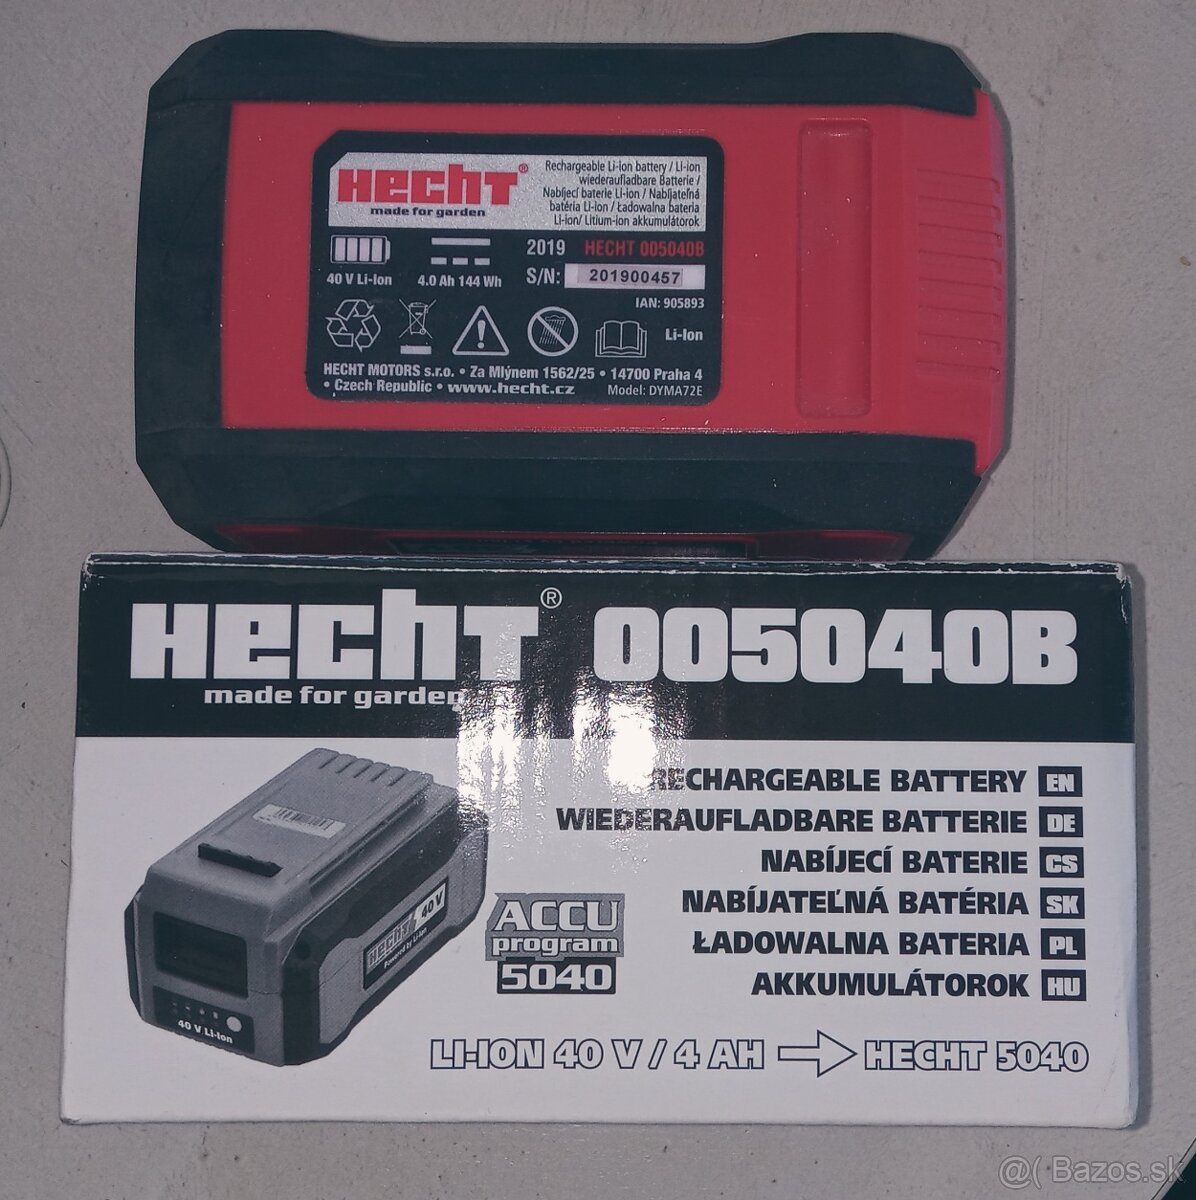 HECHT®
made for garden
Rechargeable Li-ion battery / Li-ion
wiederaufladbare Batterie /
Nabíjecí baterie Li-ion / Nabíjateľná
batéria Li-ion / Ładowalna bateria
Li-ion/ Litium-ion akkumulátorok
40 V Li-Ion
4.0 Ah 144 Wh
2019 HECHT 005040B
S/N: 201900457
IAN: 905893
Li-Ion
HECHT MOTORS s.r.o. • Za Mlýnem 1562/25 • 14700 Praha 4
• Czech Republic • www.hecht.cz
Model: DYMA72E
HECHT® 005040B
made for garden
RECHARGEABLE BATTERY EN
WIEDERAUFLADBARE BATTERIE DE
NABÍJECÍ BATERIE CS
NABÍJATEĽNÁ BATÉRIA SK
ŁADOWALNA BATERIA PL
AKKUMULÁTOROK HU
ACCU
program
5040
HECHT 40 V
Powered by Li-Ion
40 V Li-Ion
LI-ION 40 V / 4 AH HECHT 5040
@( Bazos.sk